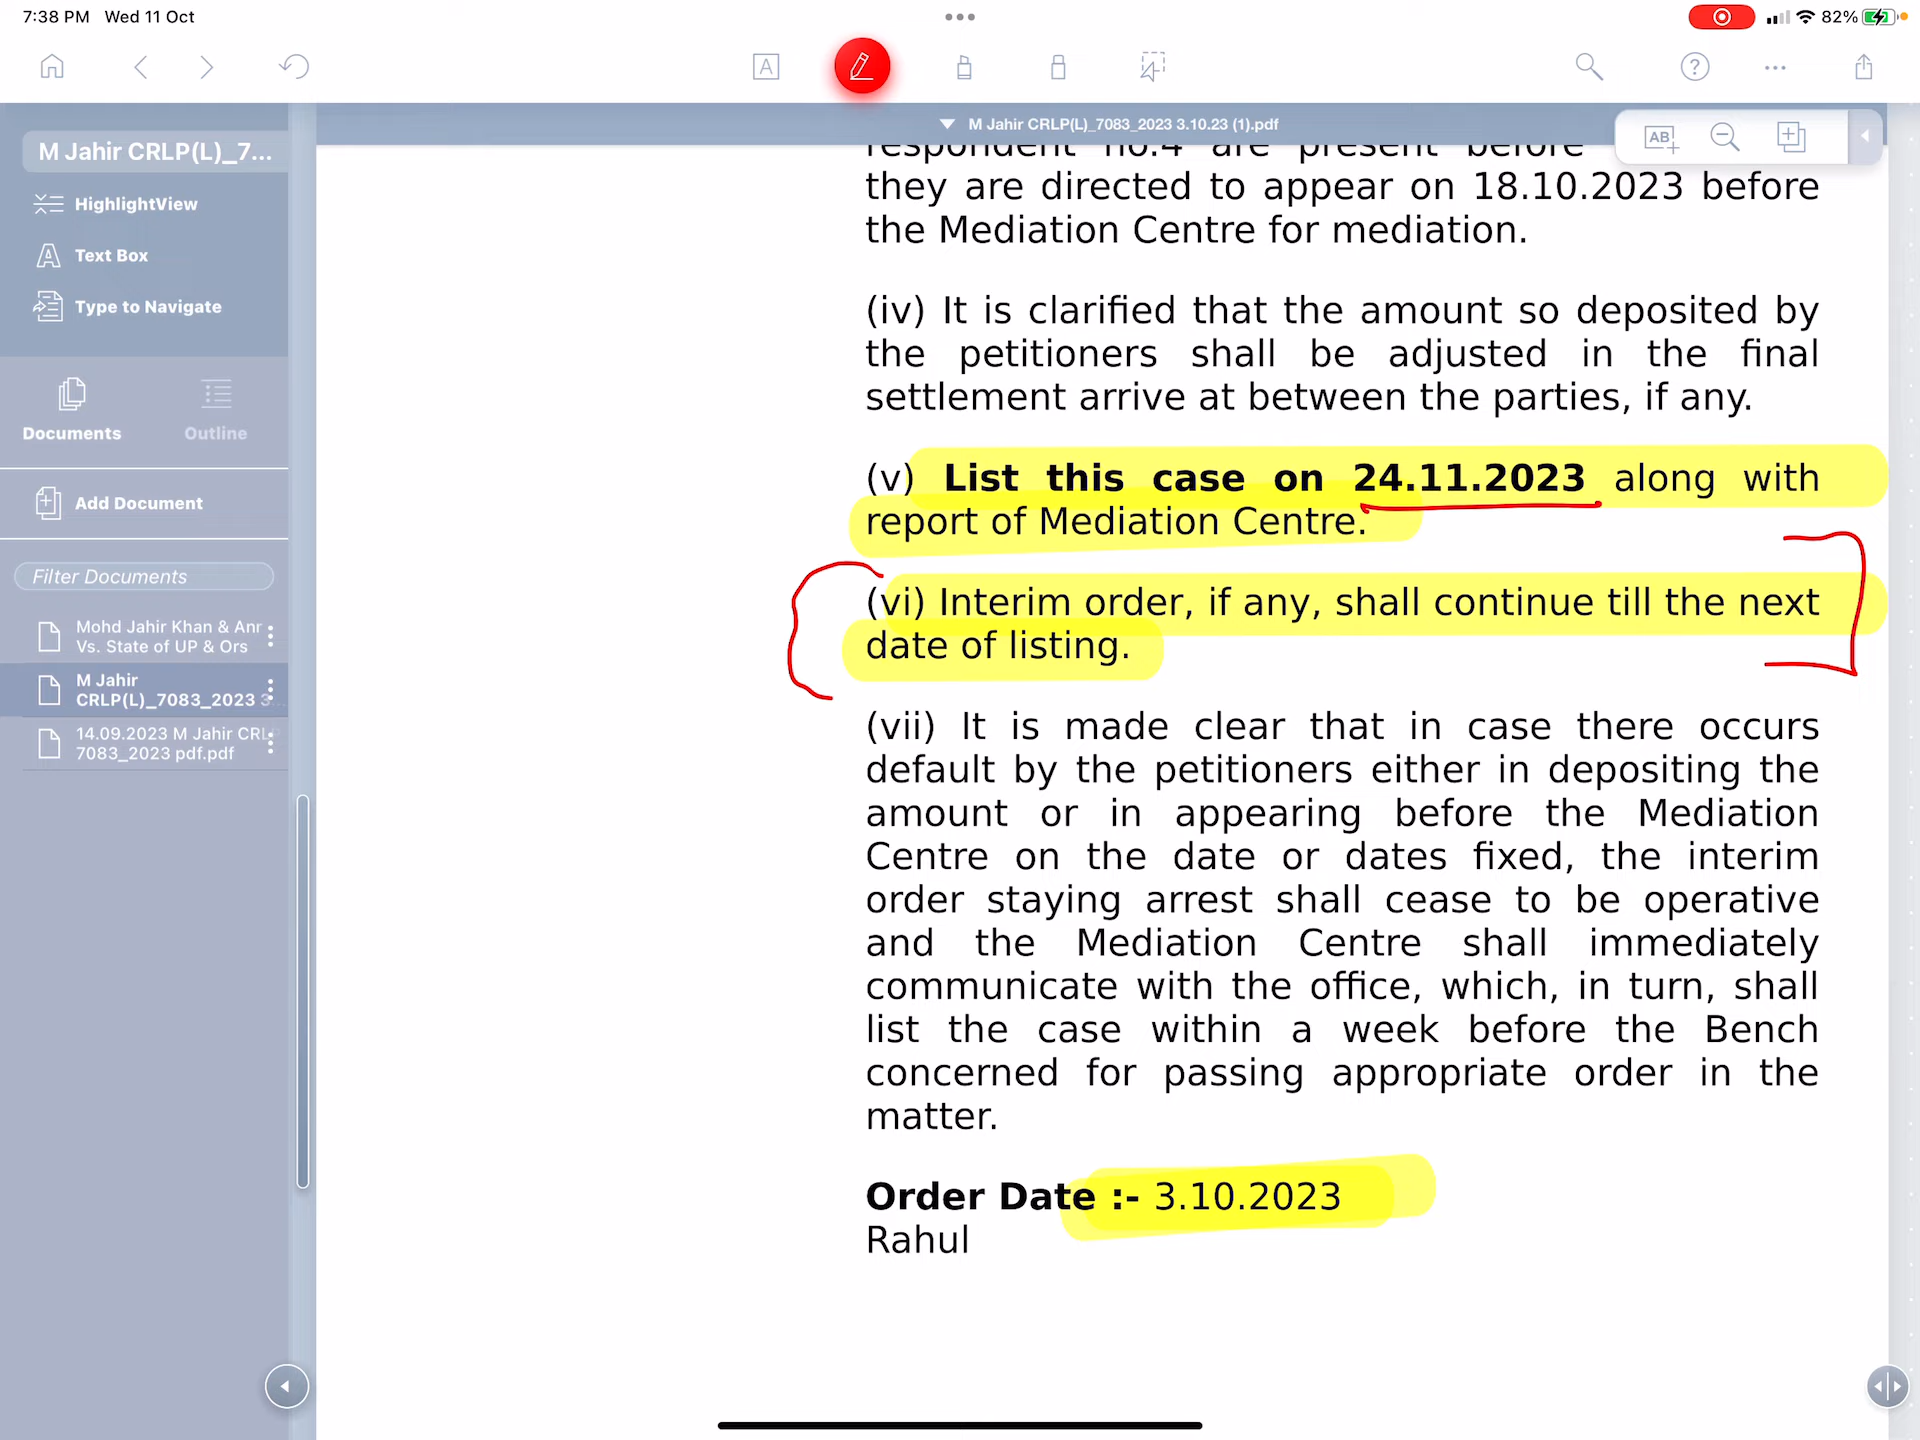 7:38 PM Wed 11 Oct
82%
A
?
M Jahir CRLP(L)_7083_2023 3.10.23 (1).pdf
AB
M Jahir CRLP(L)_7...
HighlightView
Text Box
Type to Navigate
Documents
Outline
Add Document
Filter Documents
Mohd Jahir Khan & Anr
Vs. State of UP & Ors
M Jahir
CRLP(L)_7083_2023 3
14.09.2023 M Jahir CRL
7083_2023 pdf.pdf
respondent no.4 are present before
they are directed to appear on 18.10.2023 before
the Mediation Centre for mediation.
(iv) It is clarified that the amount so deposited by
the petitioners shall be adjusted in the final
settlement arrive at between the parties, if any.
(v) List this case on 24.11.2023 along with
report of Mediation Centre.
(vi) Interim order, if any, shall continue till the next
date of listing.
(vii) It is made clear that in case there occurs
default by the petitioners either in depositing the
amount or in appearing before the Mediation
Centre on the date or dates fixed, the interim
order staying arrest shall cease to be operative
and the Mediation Centre shall immediately
communicate with the office, which, in turn, shall
list the case within a week before the Bench
concerned for passing appropriate order in the
matter.
Order Date :- 3.10.2023
Rahul